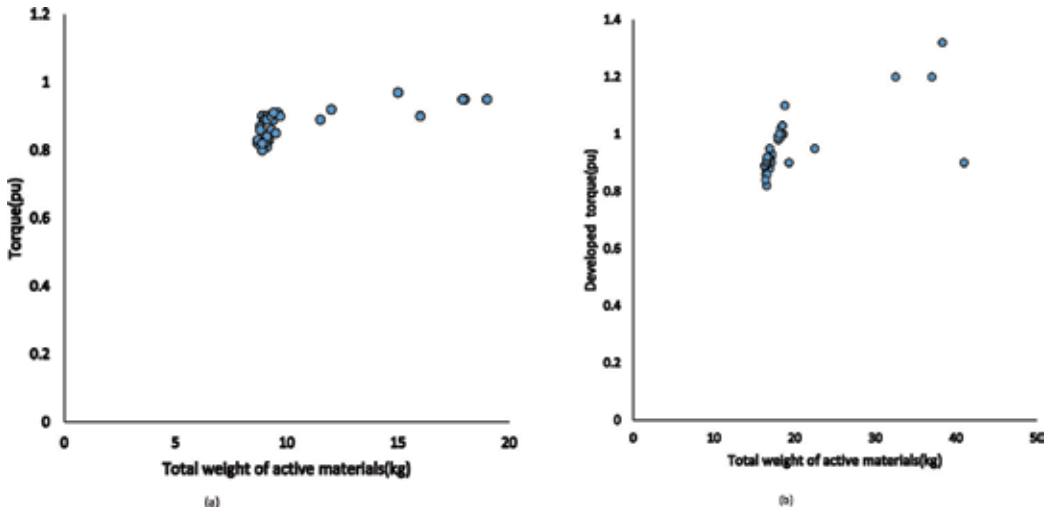 1.2
1
0.8
0.6
0.4
0.2
0
Torque(pu)
0 5 10 15 20
Total weight of active materials(kg)
(a)
1.4
1.2
1
0.8
0.6
0.4
0.2
0
Developed torque(pu)
0 10 20 30 40 50
Total weight of active materials(kg)
(b)